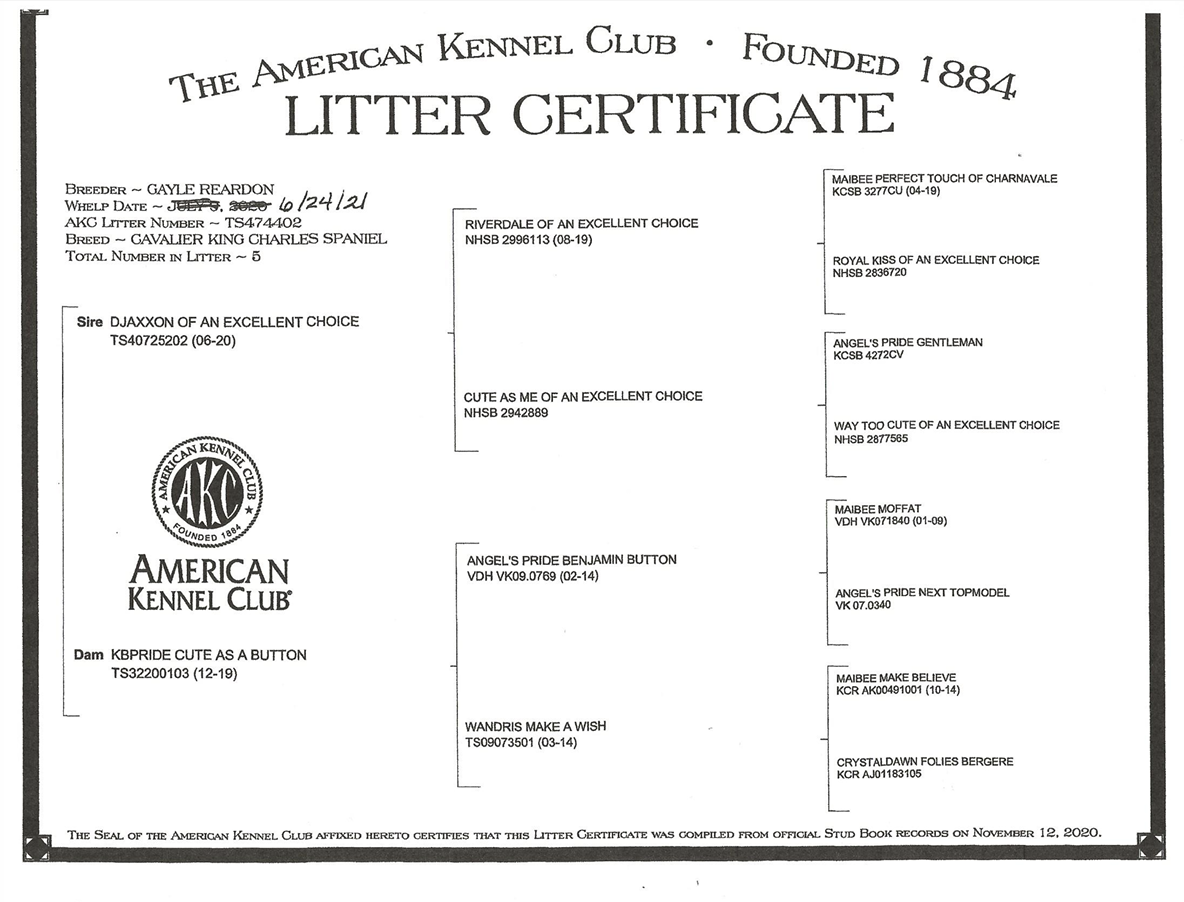 THE AMERICAN KENNEL CLUB • FOUNDED 1884
LITTER CERTIFICATE
BREEDER ~ GAYLE REARDON
WHELP DATE ~ JULY 9, 2020 6/24/21
AKC LITTER NUMBER ~ TS474402
BREED ~ CAVALIER KING CHARLES SPANIEL
TOTAL NUMBER IN LITTER ~ 5
Sire DJAXXON OF AN EXCELLENT CHOICE
TS40725202 (06-20)
AMERICAN KENNEL CLUB
AKC
FOUNDED 1884
AMERICAN
KENNEL CLUB®
Dam KBPRIDE CUTE AS A BUTTON
TS32200103 (12-19)
RIVERDALE OF AN EXCELLENT CHOICE
NHSB 2996113 (08-19)
CUTE AS ME OF AN EXCELLENT CHOICE
NHSB 2942889
ANGEL'S PRIDE BENJAMIN BUTTON
VDH VK09.0769 (02-14)
WANDRIS MAKE A WISH
TS09073501 (03-14)
MAIBEE PERFECT TOUCH OF CHARNAVALE
KCSB 3277CU (04-19)
ROYAL KISS OF AN EXCELLENT CHOICE
NHSB 2836720
ANGEL'S PRIDE GENTLEMAN
KCSB 4272CV
WAY TOO CUTE OF AN EXCELLENT CHOICE
NHSB 2877565
MAIBEE MOFFAT
VDH VK071840 (01-09)
ANGEL'S PRIDE NEXT TOPMODEL
VK 07.0340
MAIBEE MAKE BELIEVE
KCR AK00491001 (10-14)
CRYSTALDAWN FOLIES BERGERE
KCR AJ01183105
THE SEAL OF THE AMERICAN KENNEL CLUB AFFIXED HERETO CERTIFIES THAT THIS LITTER CERTIFICATE WAS COMPILED FROM OFFICIAL STUD BOOK RECORDS ON NOVEMBER 12, 2020.